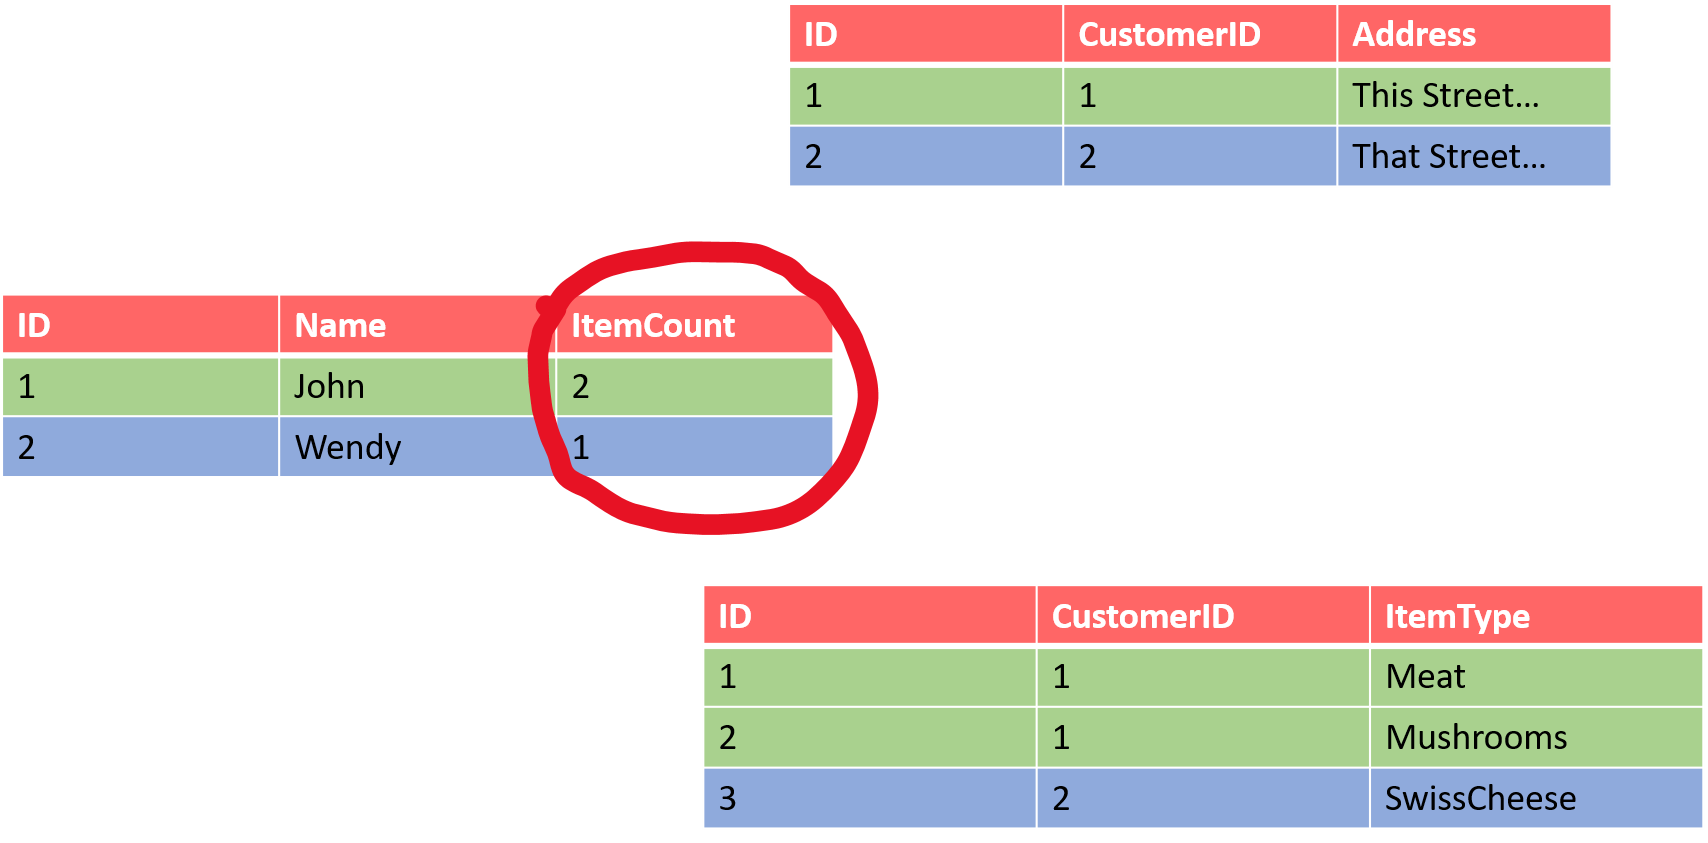 ID CustomerID Address
1 1 This Street...
2 2 That Street...
ID Name ItemCount
1 John 2
2 Wendy 1
ID CustomerID ItemType
1 1 Meat
2 1 Mushrooms
3 2 SwissCheese